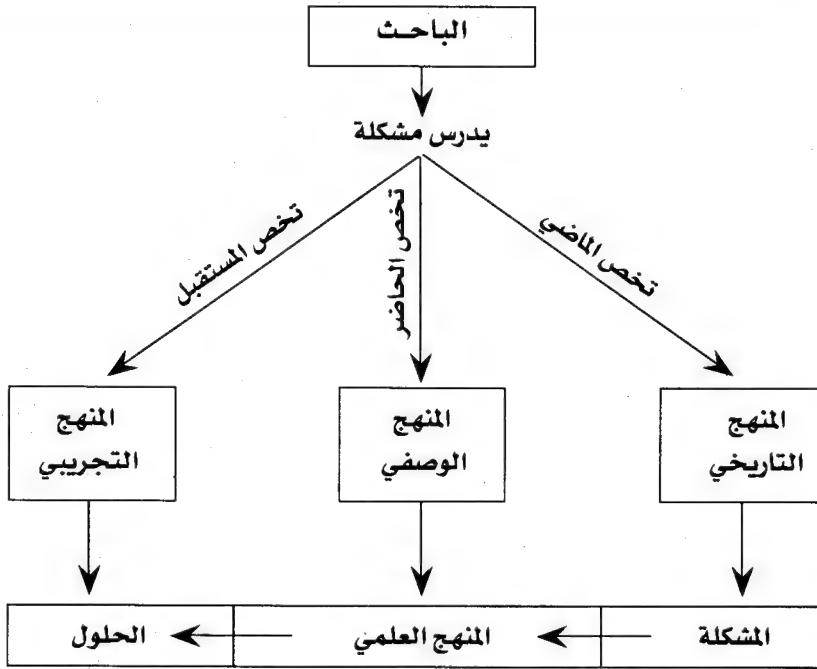 الباحث
يدرس مشكلة
تخص الماضي
تخص الحاضر
تخص المستقبل
المنهج
التاريخي
المنهج
الوصفي
المنهج
التجريبي
المشكلة
المنهج العلمي
الحلول